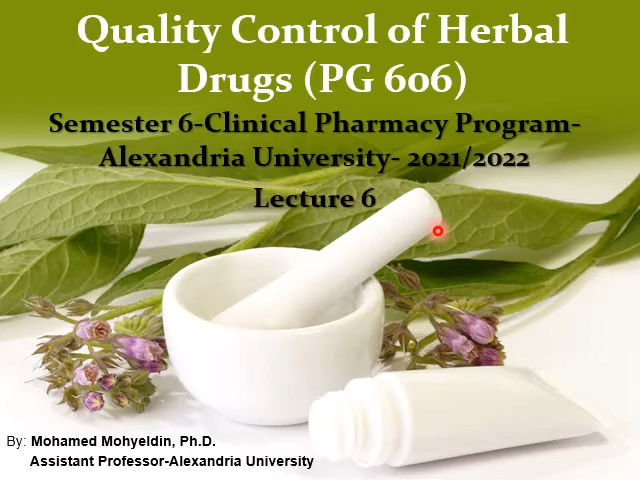 Quality Control of Herbal
Drugs (PG 606)
Semester 6-Clinical Pharmacy Program-
Alexandria University- 2021/2022
Lecture 6
By: Mohamed Mohyeldin, Ph.D.
Assistant Professor-Alexandria University